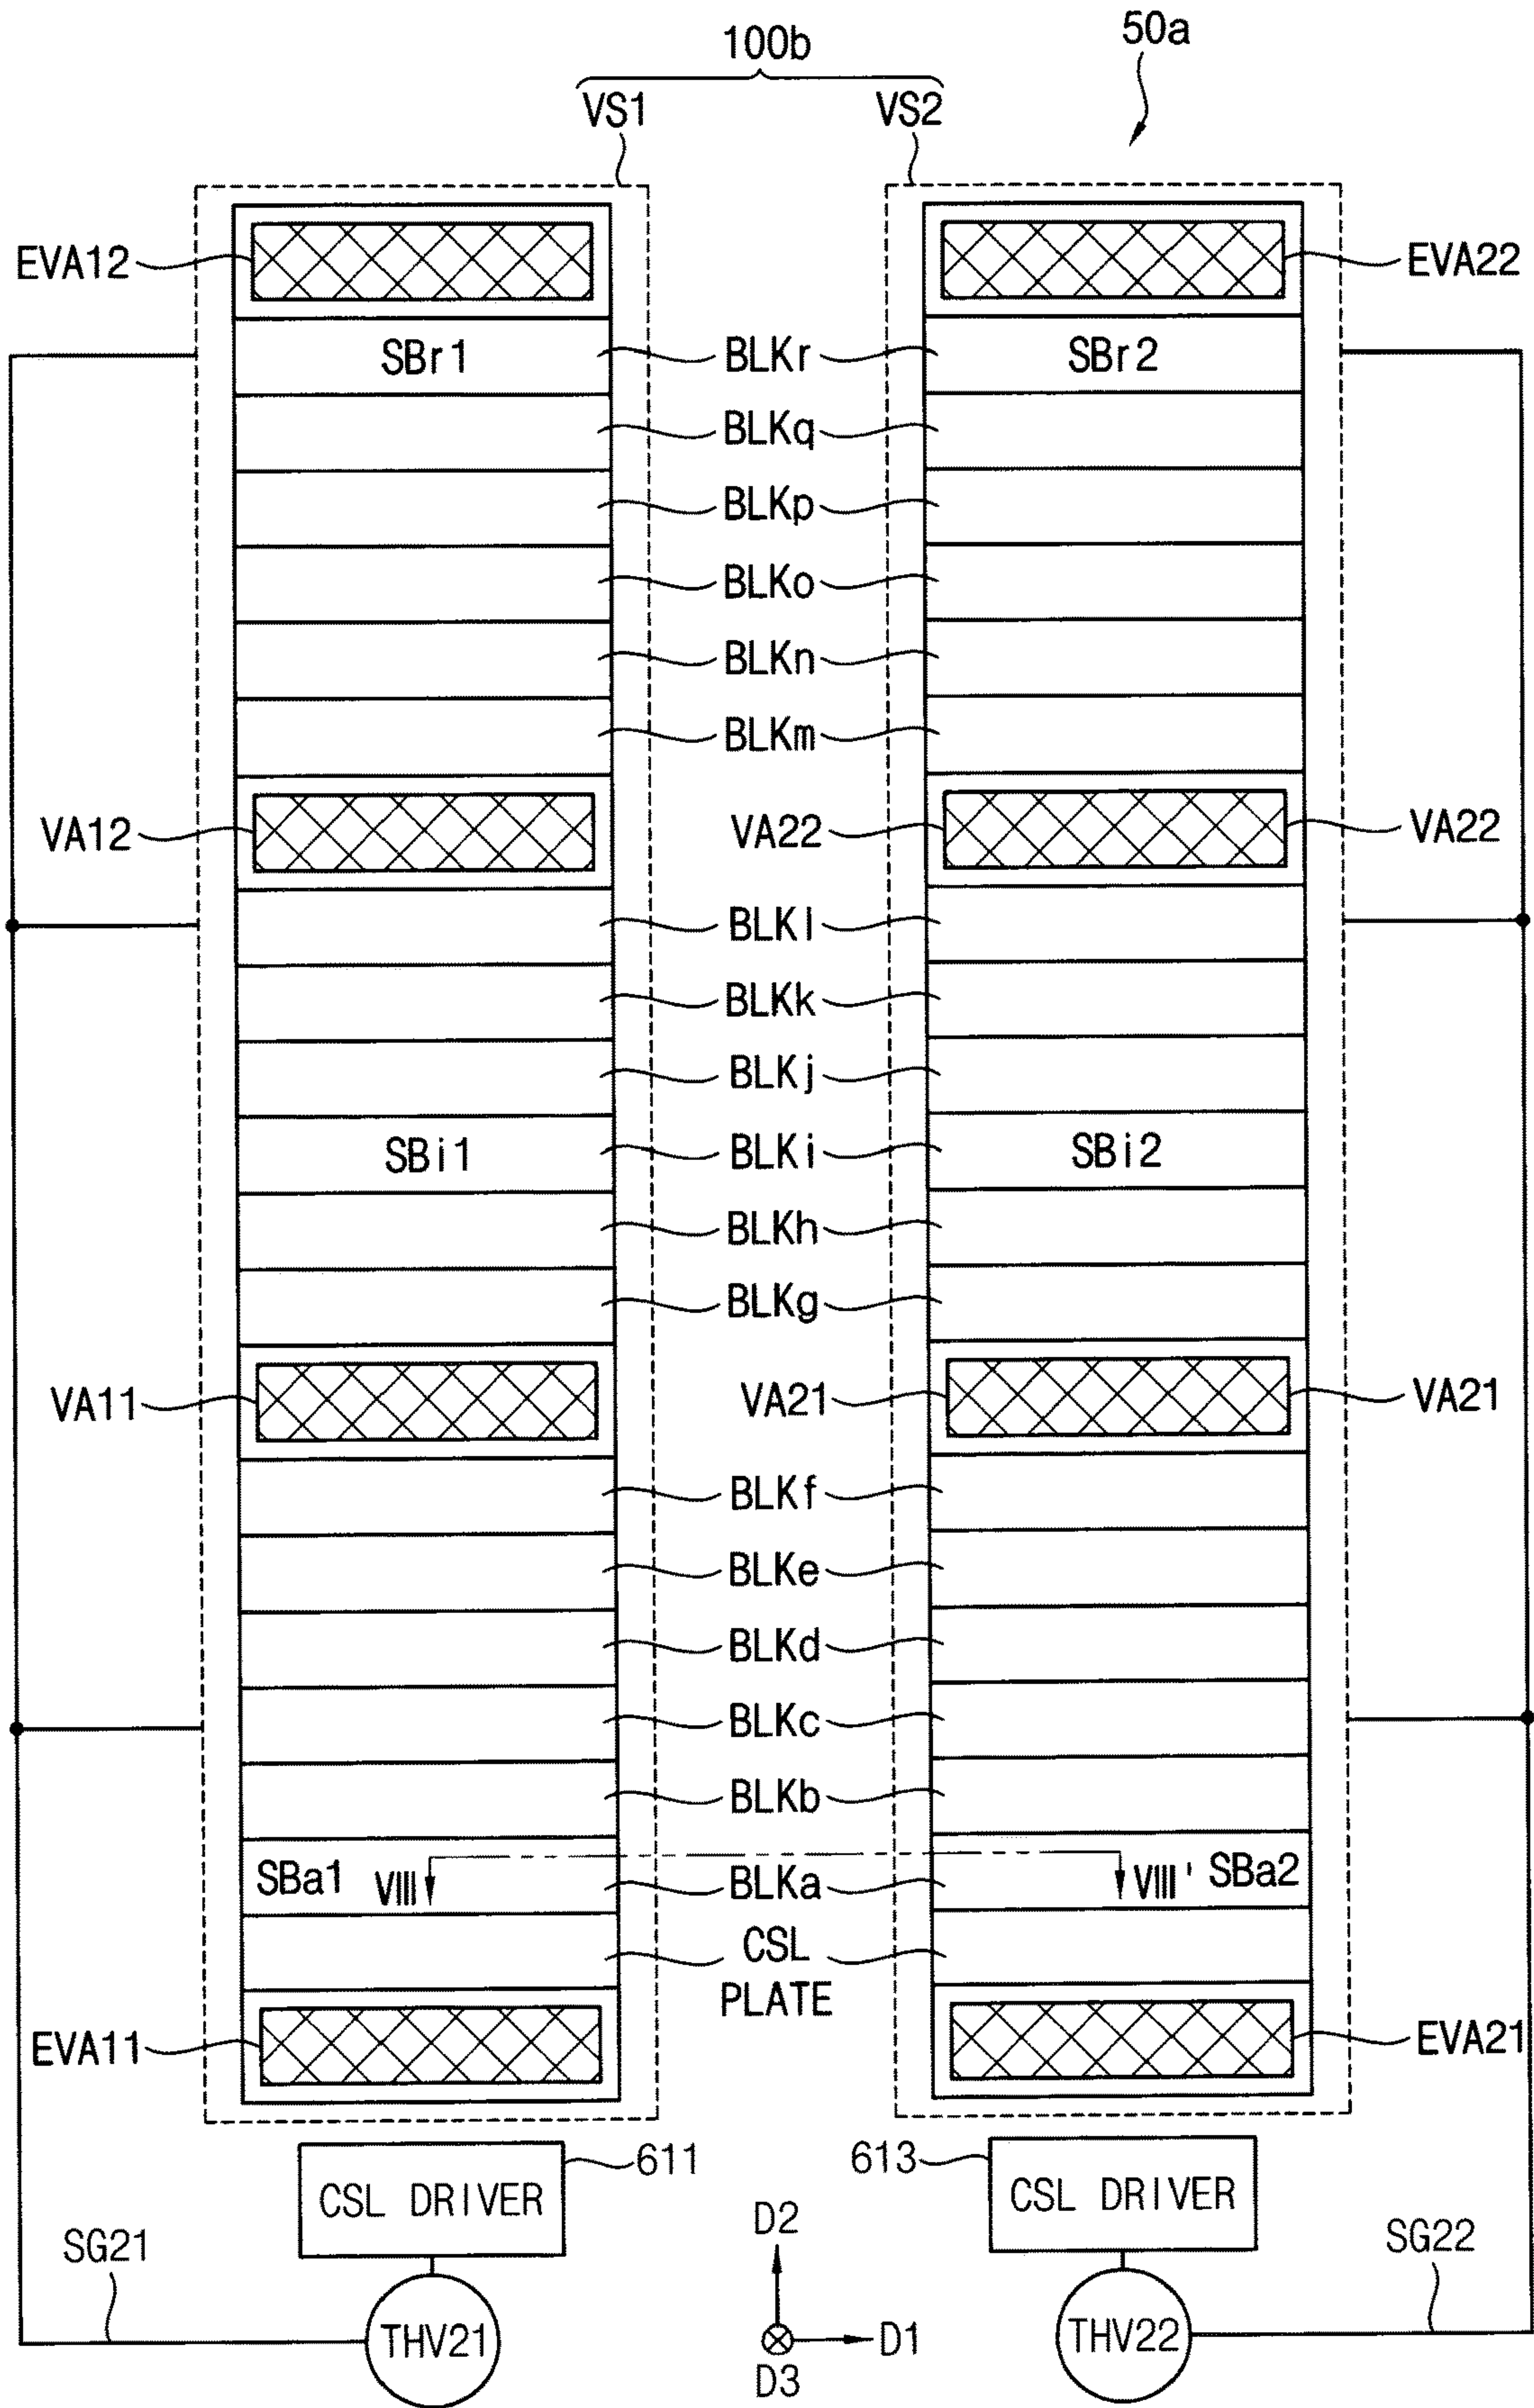 100b
50a
VS1
VS2
EVA12
EVA22
SBr1
BLKr
SBr2
BLKq
BLKp
BLKo
BLKn
BLKm
VA12
VA22
VA22
BLKl
BLKk
BLKj
SBi1
BLKi
SBi2
BLKh
BLKg
VA11
VA21
VA21
BLKf
BLKe
BLKd
BLKc
BLKb
SBa1
VIII
BLKa
VIII'
SBa2
CSL
PLATE
EVA11
EVA21
CSL DRIVER
611
613
CSL DRIVER
SG21
D2
SG22
THV21
D1
THV22
D3